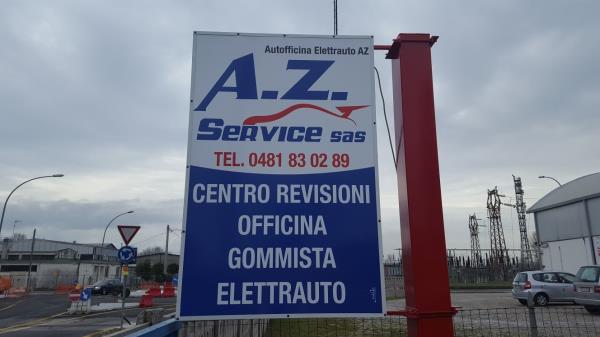 Autofficina Elettrauto AZ
A.Z.
SERVICE sas
TEL. 0481 83 02 89
CENTRO REVISIONI
OFFICINA
GOMMISTA
ELETTRAUTO